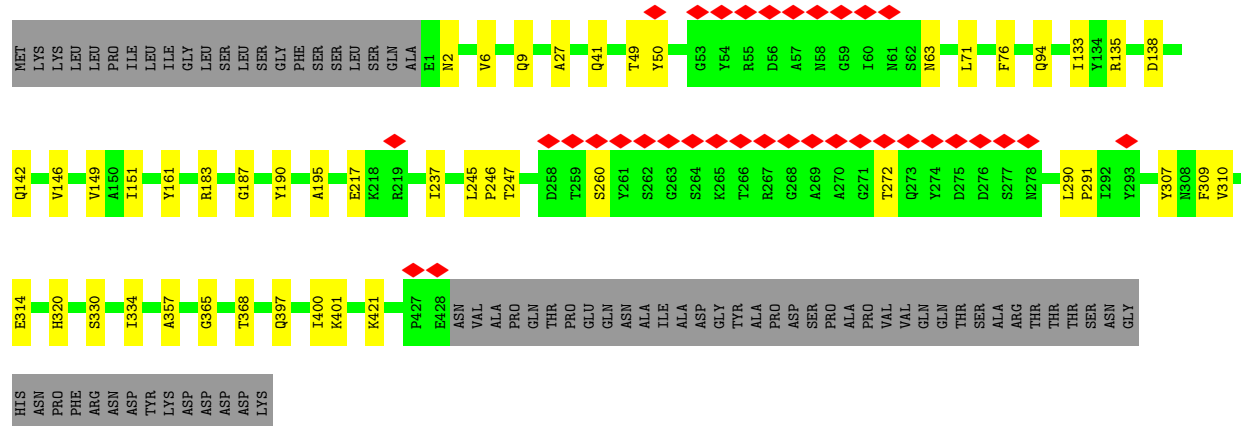 MET LYS LYS LEU LEU PRO ILE ILE LEU ILE GLY LEU SER LEU SER GLY PHE SER SER LEU SER GLN ALA E1 N2 V6 Q9 A27 Q41 T49 Y50 G53 Y54 R55 D56 A57 N58 G59 I60 N61 S62 N63 L71 F76 Q94 I133 Y134 R135 D138
Q142 V146 V149 A150 I151 Y161 R183 G187 Y190 A195 E217 K218 R219 I237 L245 P246 T247 D258 T259 S260 Y261 S262 G263 S264 K265 T266 R267 G268 A269 A270 G271 T272 Q273 Y274 D275 D276 S277 N278 L290 P291 I292 Y293 Y307 N308 F309 V310
E314 H320 S330 I334 A357 G365 T368 Q397 I400 K401 K421 P427 E428 ASN VAL ALA PRO GLN THR PRO GLU GLN ASN ALA ILE ALA ASP GLY TYR ALA PRO ASP SER PRO ALA PRO VAL VAL GLN GLN THR SER ALA ARG THR THR THR SER ASN GLY
HIS ASN PRO PHE ARG ASN ASP TYR LYS ASP ASP ASP ASP LYS